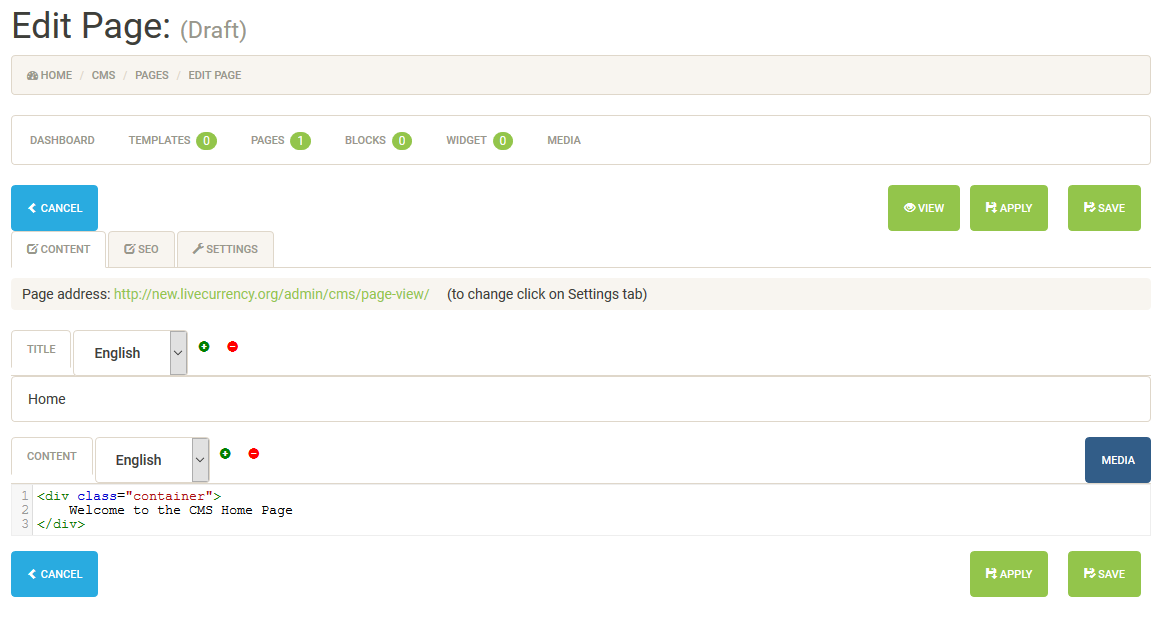 Edit Page: (Draft)
HOME / CMS / PAGES / EDIT PAGE
DASHBOARD TEMPLATES 0 PAGES 1 BLOCKS 0 WIDGET 0 MEDIA
CANCEL VIEW APPLY SAVE
CONTENT SEO SETTINGS
Page address: http://new.livecurrency.org/admin/cms/page-view/ (to change click on Settings tab)
TITLE English
Home
CONTENT English MEDIA
1 <div class="container">
2 Welcome to the CMS Home Page
3 </div>
CANCEL APPLY SAVE